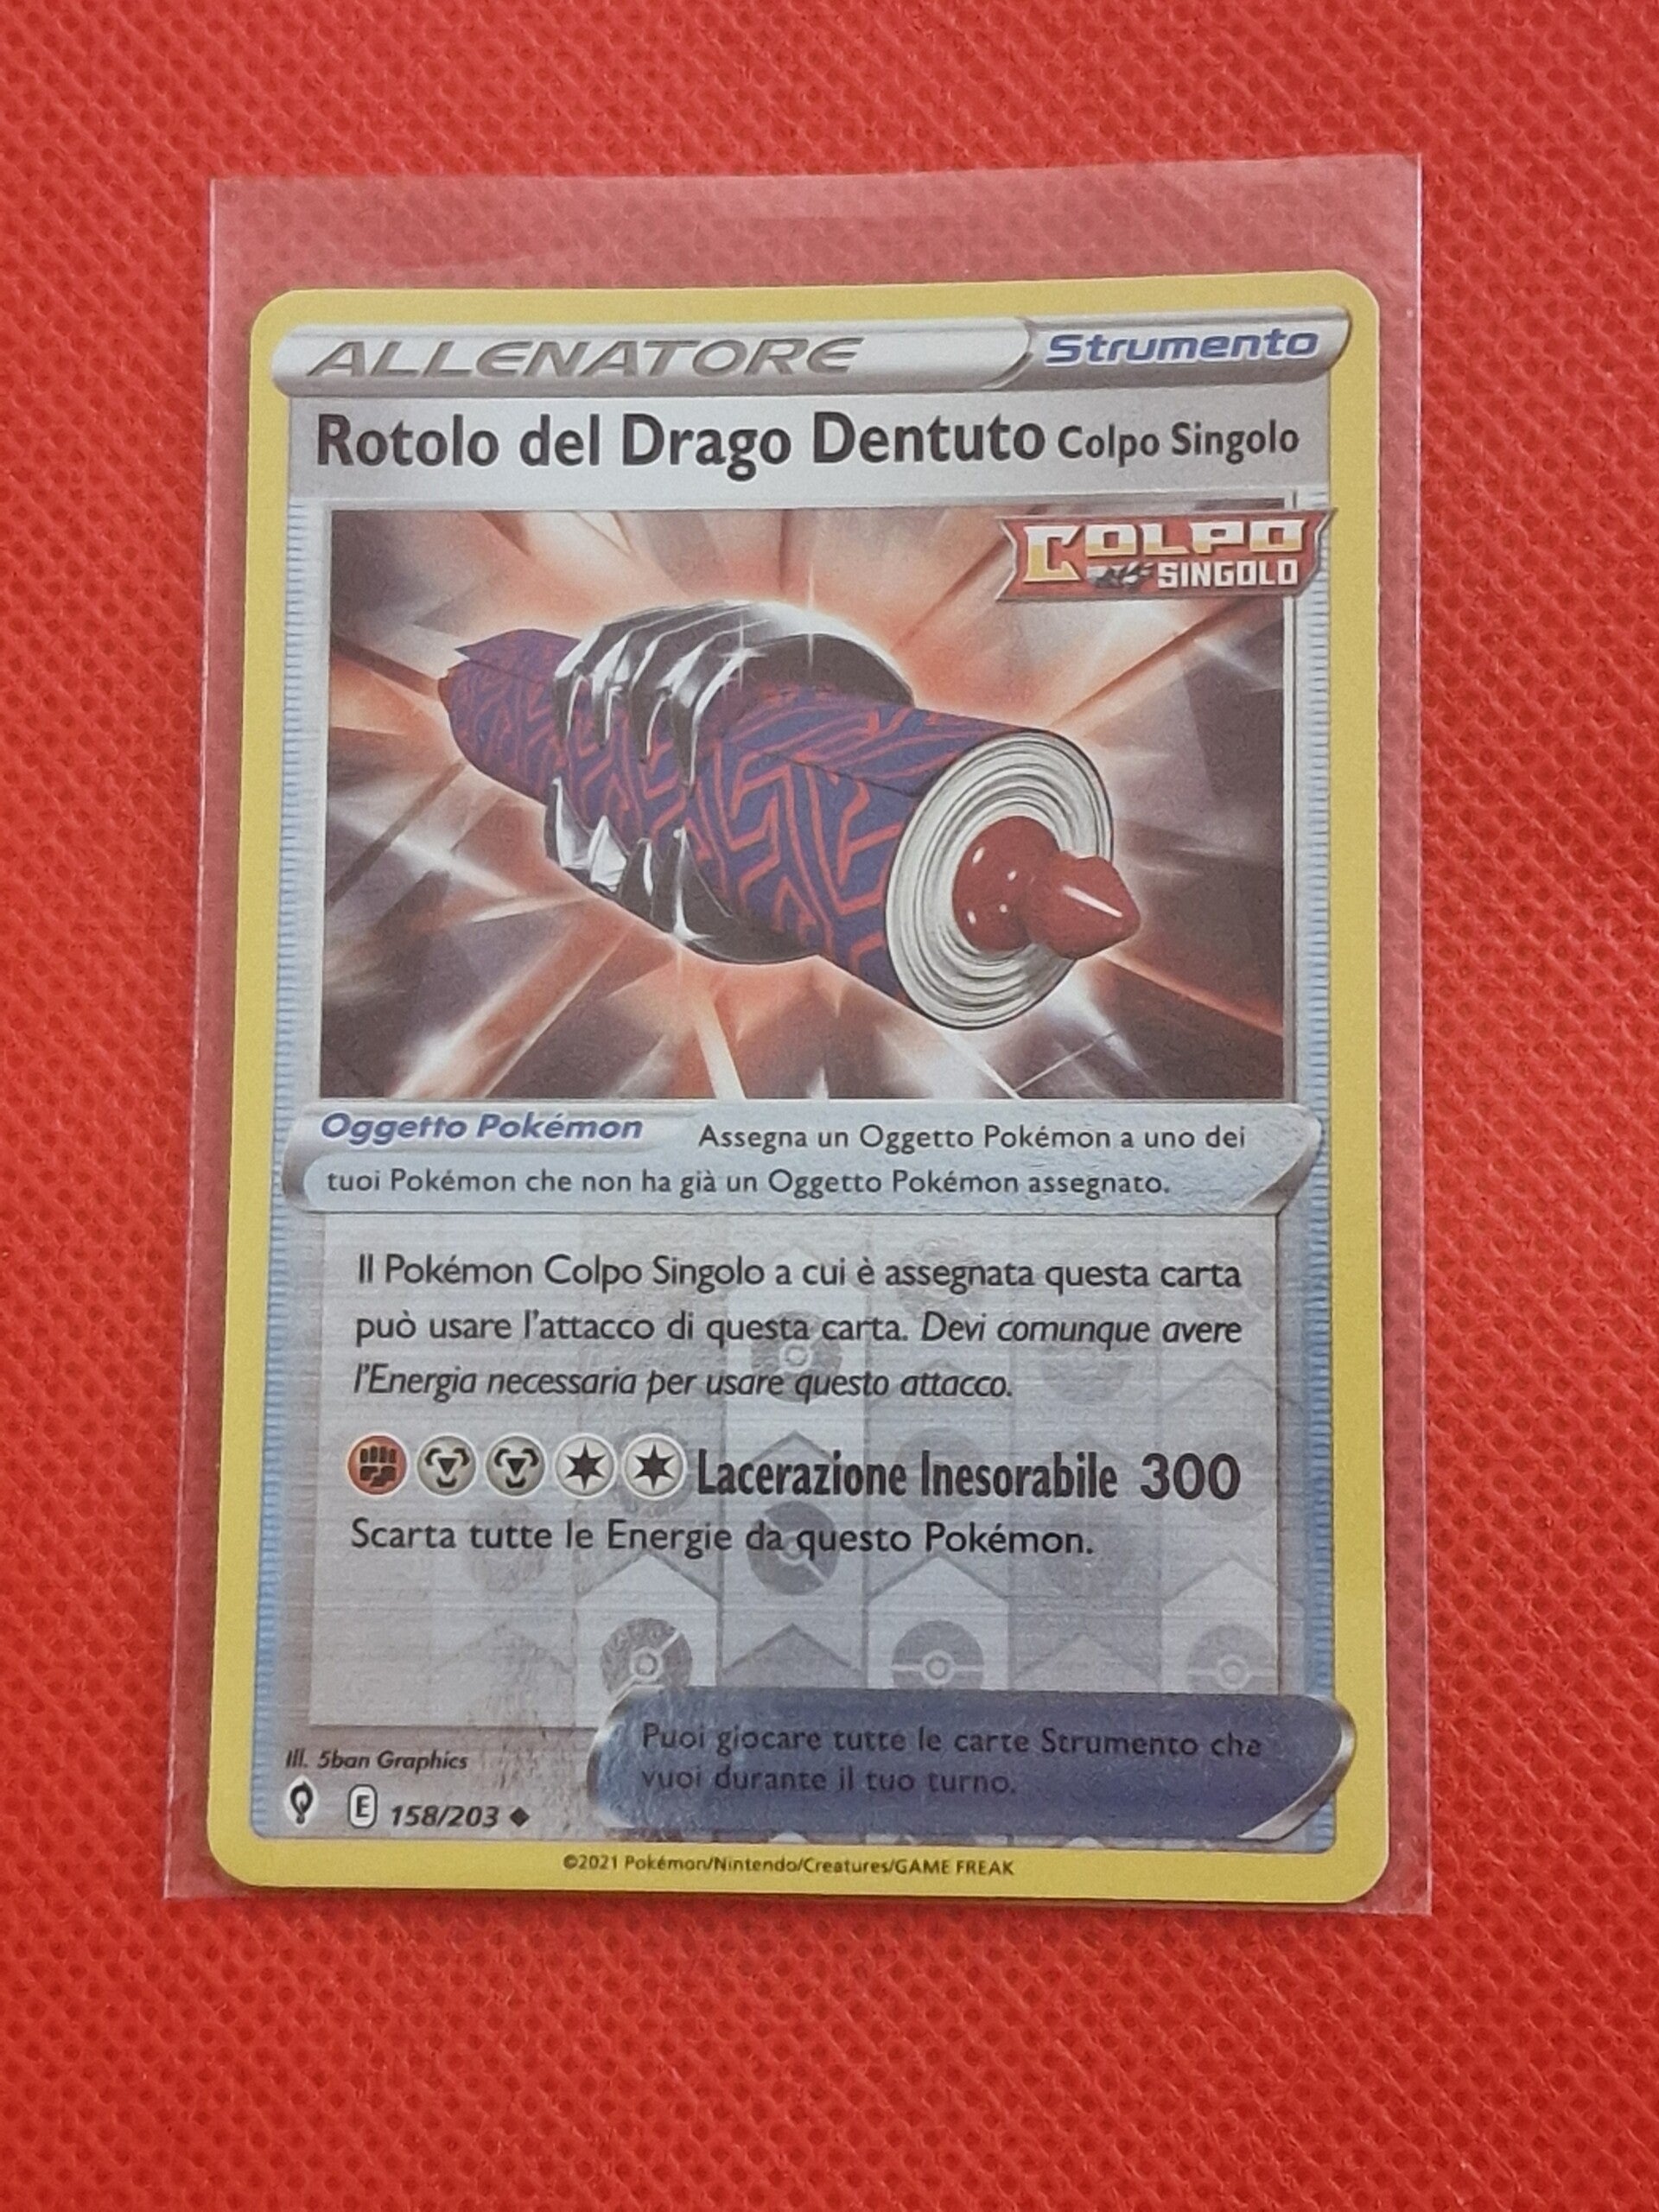 ALLENATORE Strumento
Rotolo del Drago Dentuto Colpo Singolo
COLPO
SINGOLO
Oggetto Pokémon Assegna un Oggetto Pokémon a uno dei
tuoi Pokémon che non ha già un Oggetto Pokémon assegnato.
Il Pokémon Colpo Singolo a cui è assegnata questa carta
può usare l'attacco di questa carta. Devi comunque avere
l'Energia necessaria per usare questo attacco.
Lacerazione Inesorabile 300
Scarta tutte le Energie da questo Pokémon.
Puoi giocare tutte le carte Strumento che
vuoi durante il tuo turno.
Ill. 5ban Graphics
E 158/203
©2021 Pokémon/Nintendo/Creatures/GAME FREAK